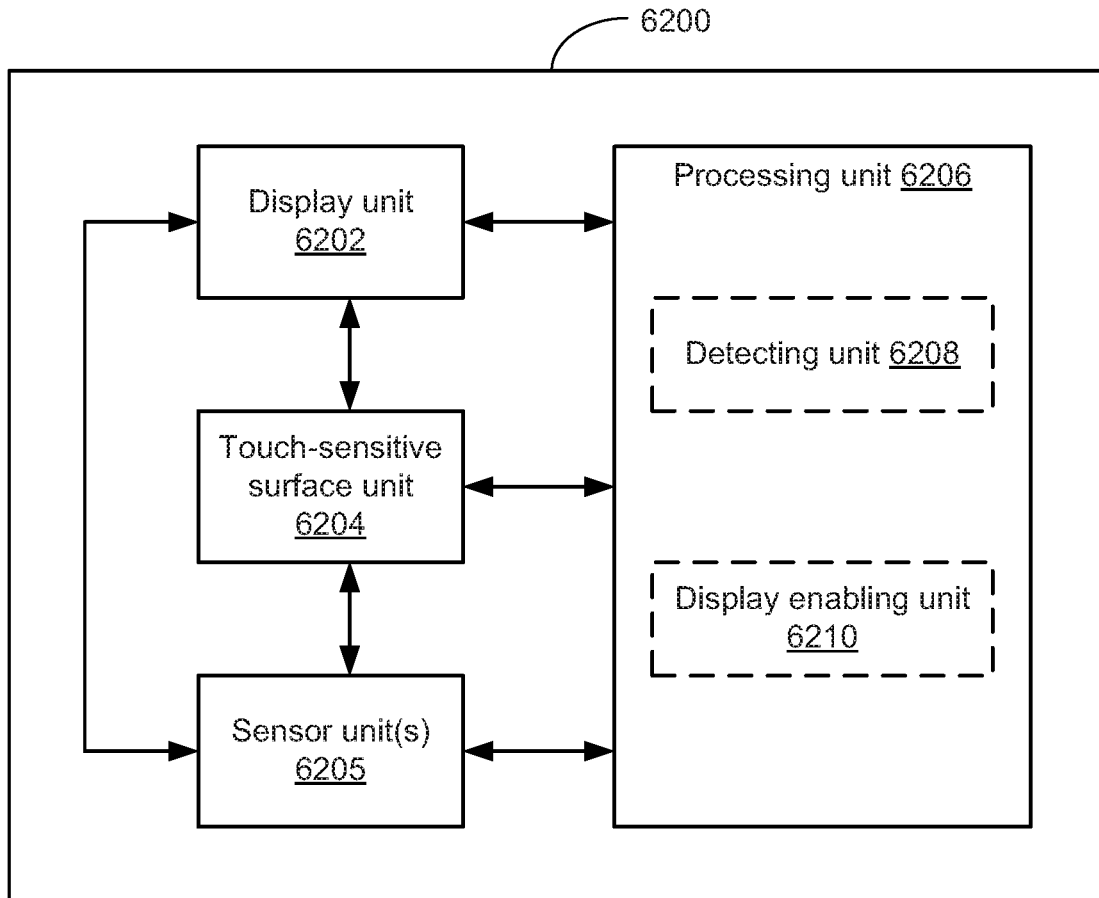 6200
Display unit
6202
Processing unit 6206
Detecting unit 6208
Touch-sensitive
surface unit
6204
Display enabling unit
6210
Sensor unit(s)
6205